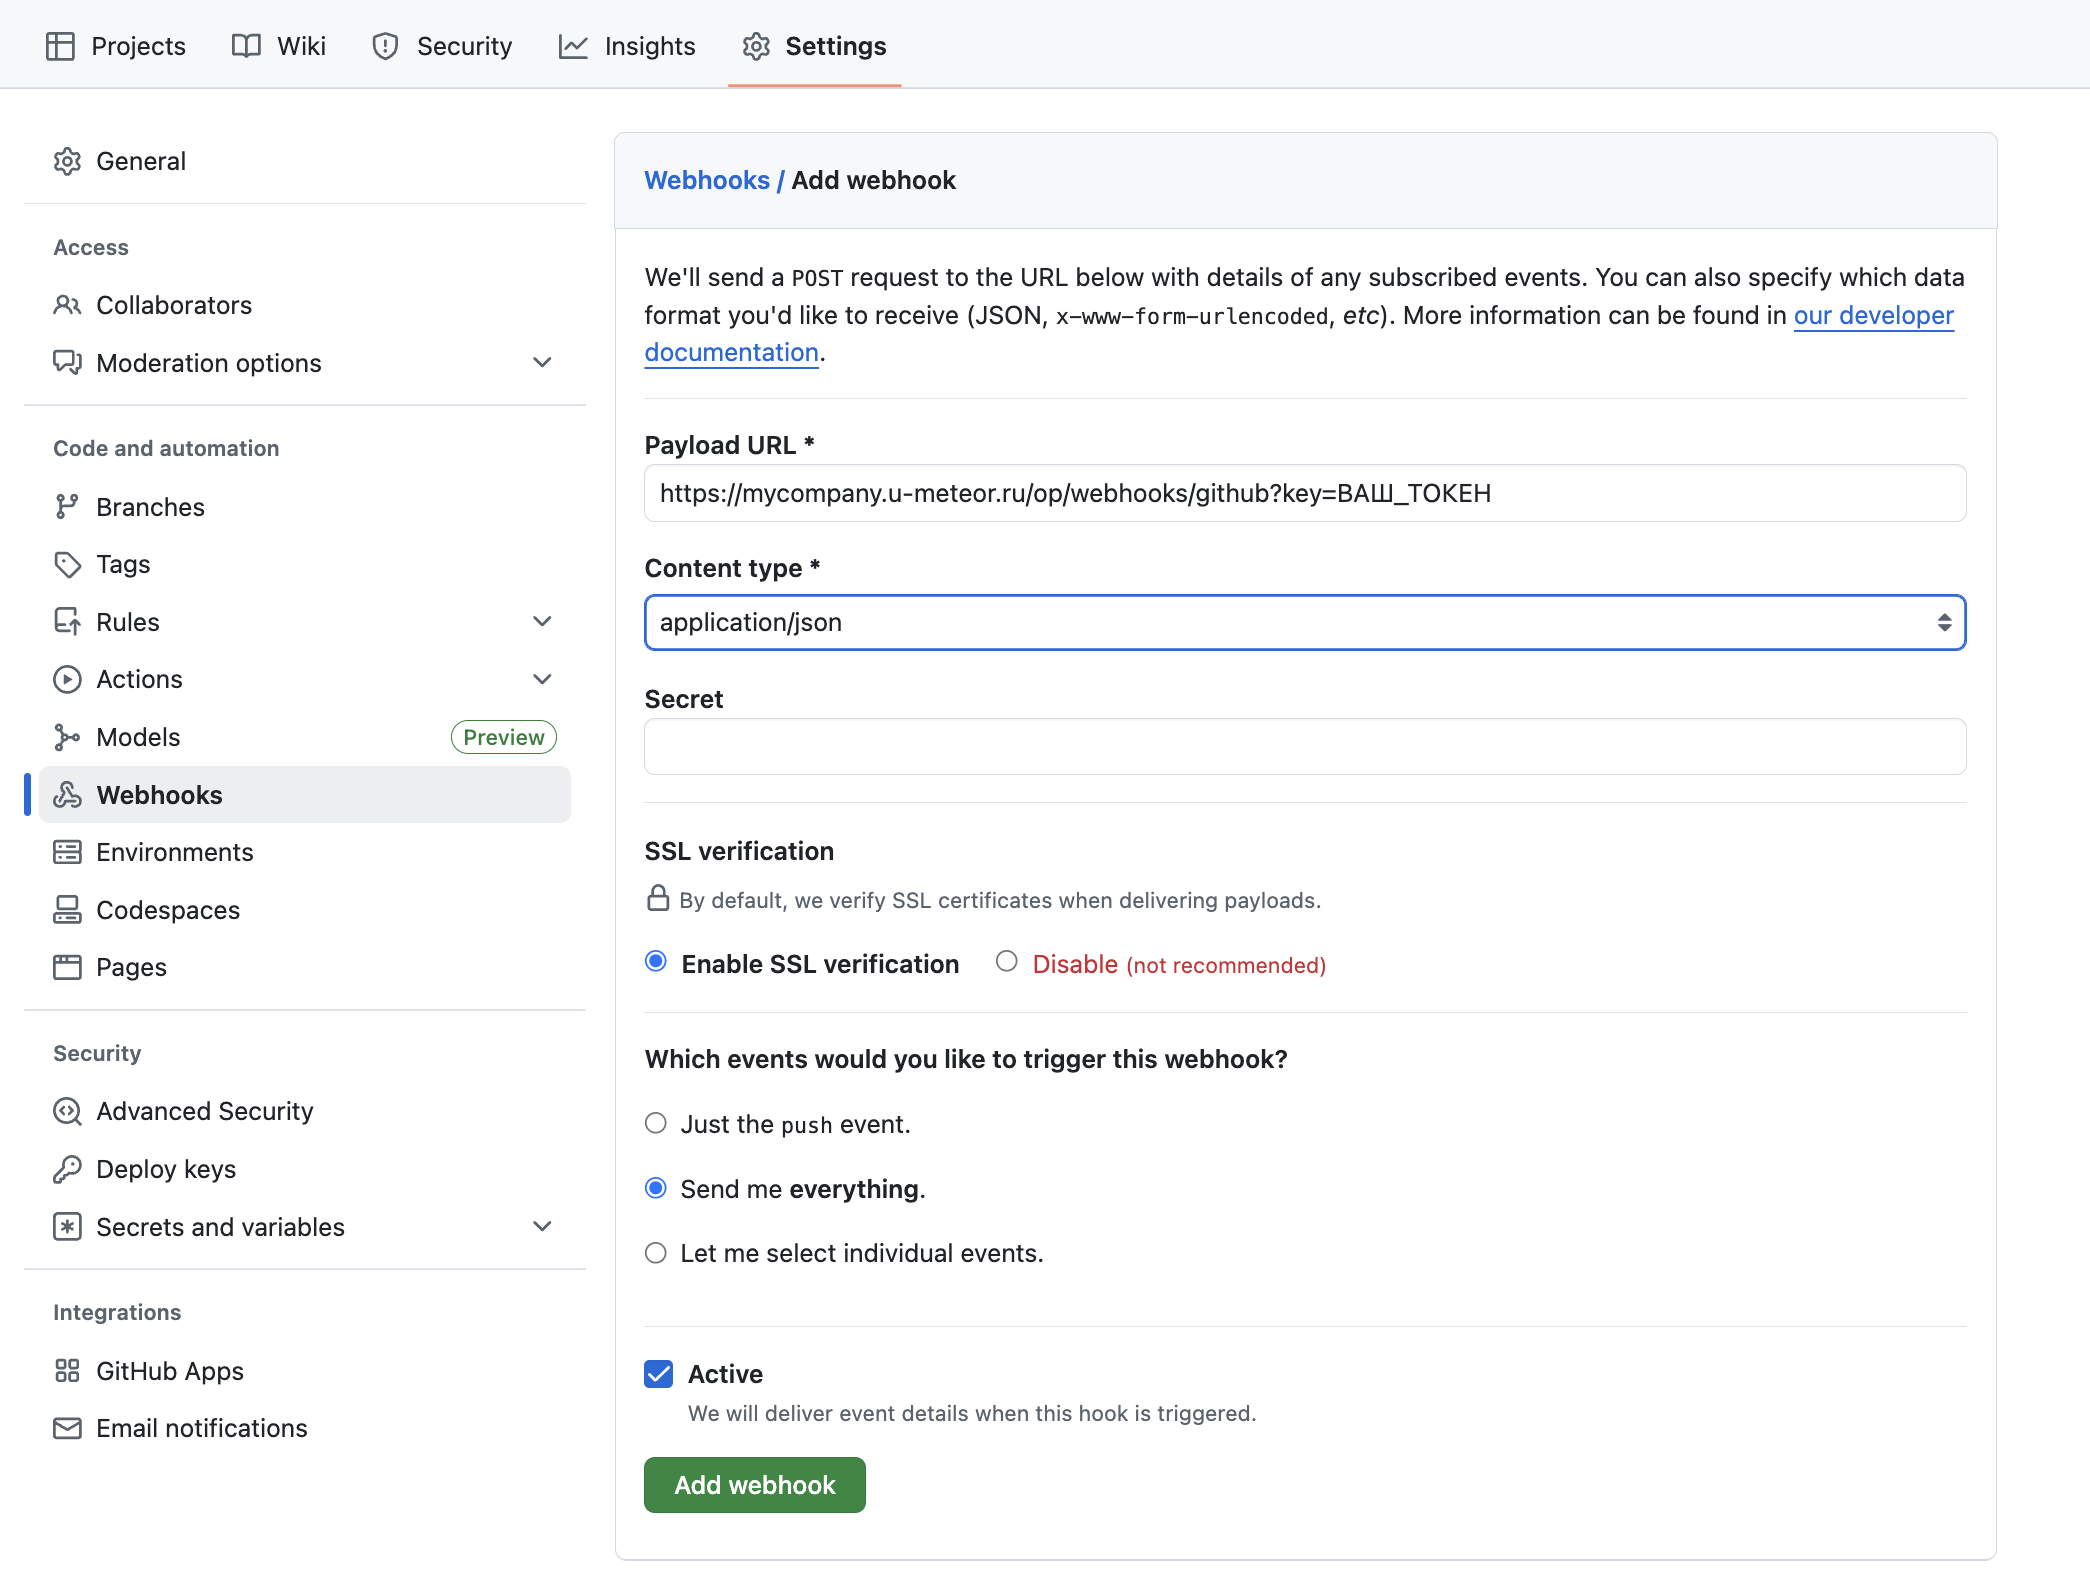 Projects
Wiki
Security
Insights
Settings
General
Access
Collaborators
Moderation options
Code and automation
Branches
Tags
Rules
Actions
Models
Preview
Webhooks
Environments
Codespaces
Pages
Security
Advanced Security
Deploy keys
Secrets and variables
Integrations
GitHub Apps
Email notifications
Webhooks / Add webhook
We'll send a POST request to the URL below with details of any subscribed events. You can also specify which data
format you'd like to receive (JSON, x-www-form-urlencoded, etc). More information can be found in our developer
documentation.
Payload URL *
https://mycompany.u-meteor.ru/op/webhooks/github?key=ВАШ_ТОКЕН
Content type *
application/json
Secret
SSL verification
By default, we verify SSL certificates when delivering payloads.
Enable SSL verification
Disable (not recommended)
Which events would you like to trigger this webhook?
Just the push event.
Send me everything.
Let me select individual events.
Active
We will deliver event details when this hook is triggered.
Add webhook